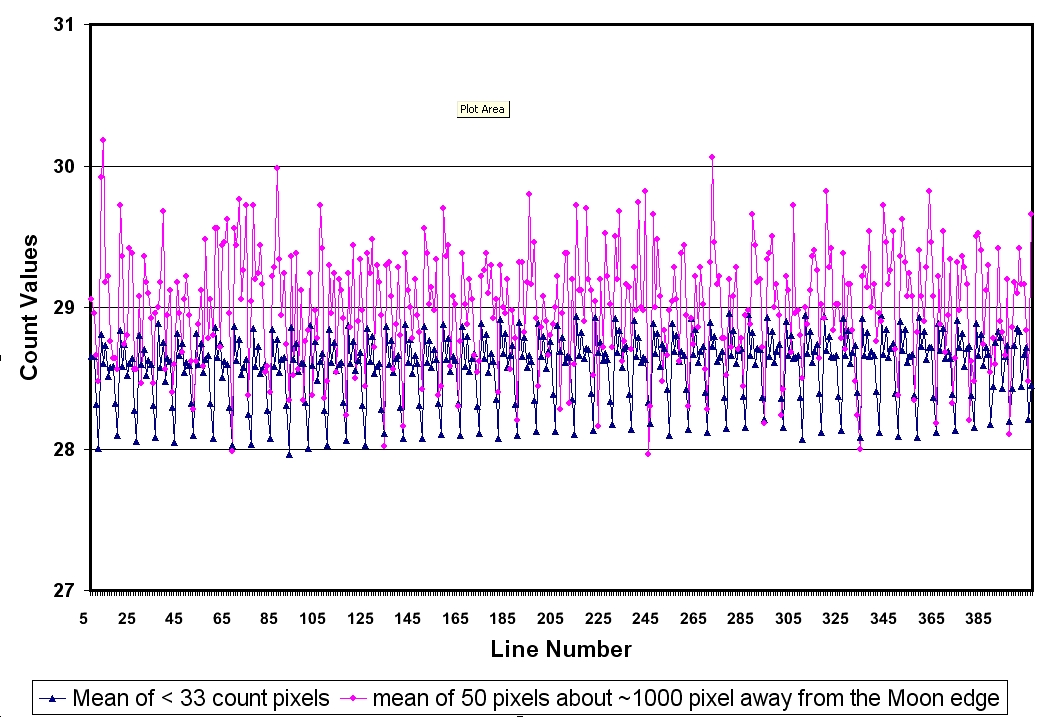 31
Plot Area
30
29
28
27
Count Values
5 25 45 65 85 105 125 145 165 185 205 225 245 265 285 305 325 345 365 385
Line Number
Mean of < 33 count pixels mean of 50 pixels about ~1000 pixel away from the Moon edge